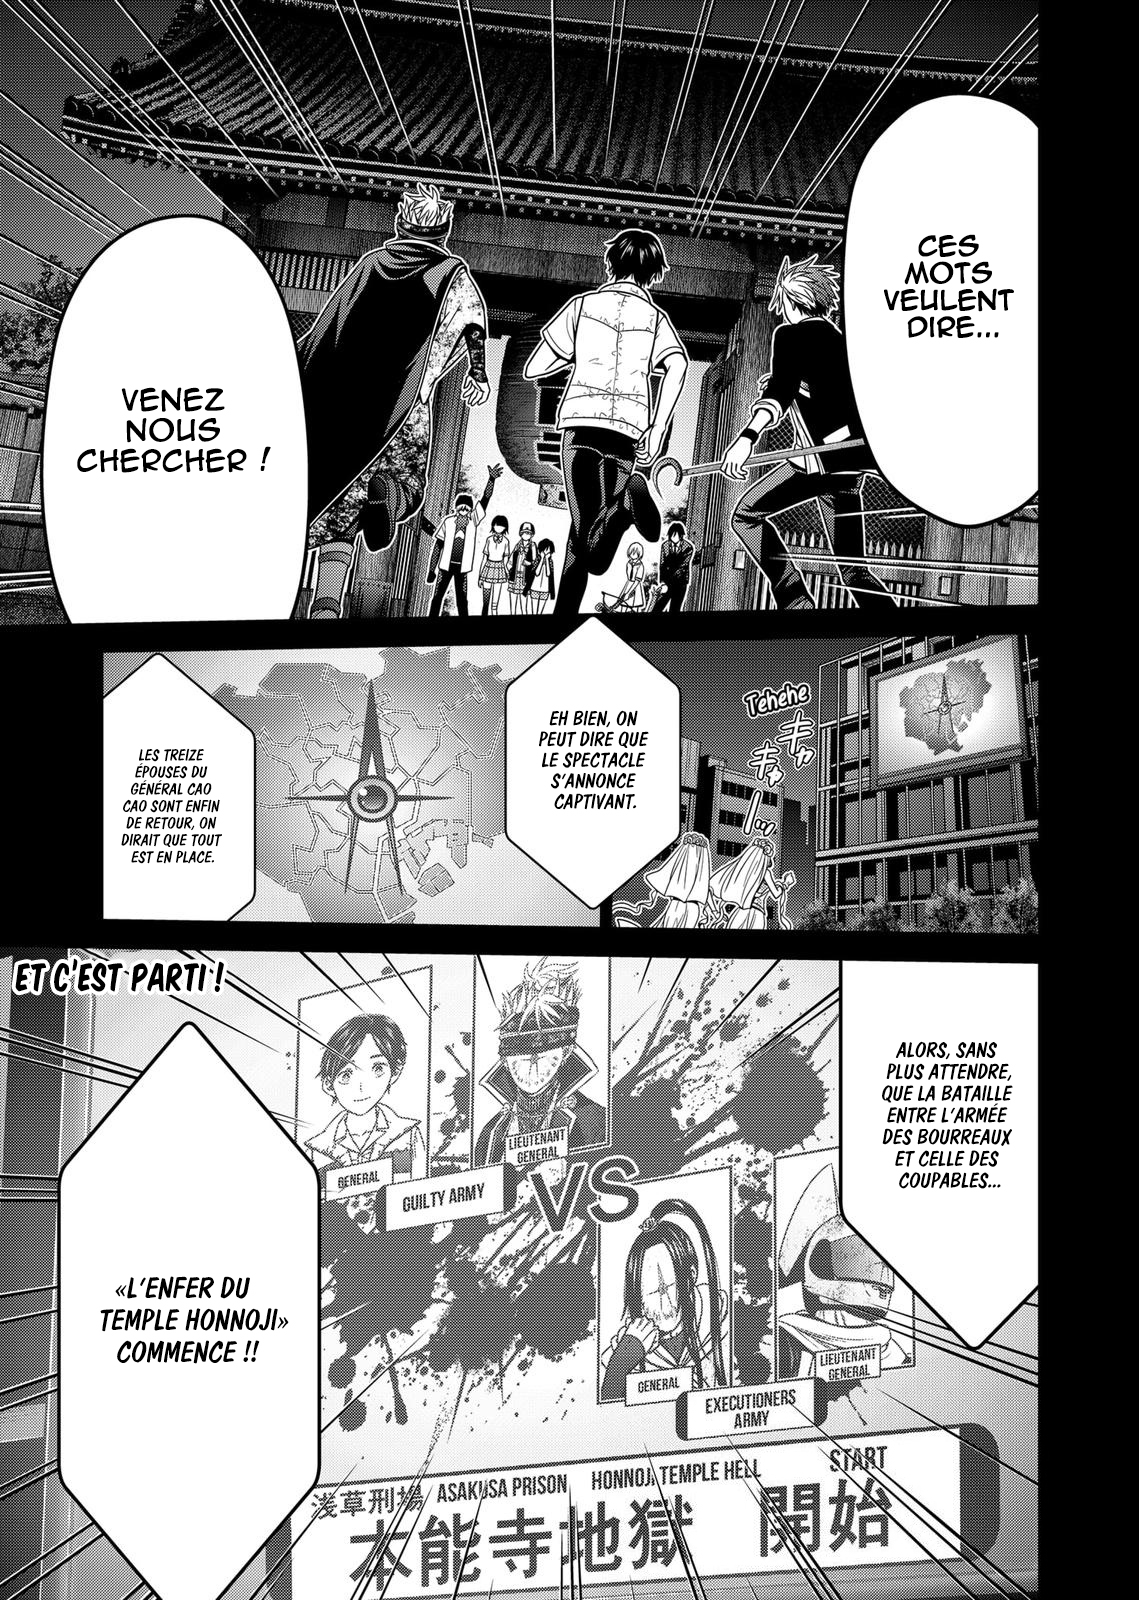 CES
MOTS
VEULENT
DIRE...
VENEZ
NOUS
CHERCHER !
Tehehe
キャ
キャ
EH BIEN, ON
PEUT DIRE QUE
LE SPECTACLE
S'ANNONCE
CAPTIVANT.
LES TREIZE
ÉPOUSES DU
GÉNÉRAL CAO
CAO SONT ENFIN
DE RETOUR, ON
DIRAIT QUE TOUT
EST EN PLACE.
ET C'EST PARTI !
ALORS, SANS
PLUS ATTENDRE,
QUE LA BATAILLE
ENTRE L'ARMÉE
DES BOURREAUX
ET CELLE DES
COUPABLES...
LIEUTENANT
GENERAL
GENERAL
GUILTY ARMY
VS
GENERAL
LIEUTENANT
GENERAL
EXECUTIONERS
ARMY
«L'ENFER DU
TEMPLE HONNOJI»
COMMENCE !!
浅草刑場 ASAKUSA PRISON HONNOJI TEMPLE HELL START
本能寺地獄 開始